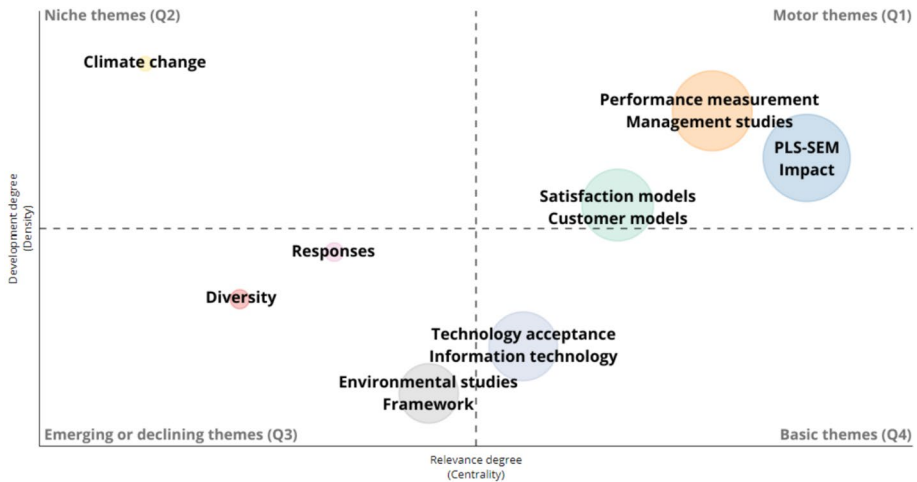 Niche themes (Q2)
Motor themes (Q1)
Climate change
Performance measurement
Management studies
PLS-SEM
Impact
Satisfaction models
Customer models
Development degree
(Density)
Responses
Diversity
Technology acceptance
Information technology
Environmental studies
Framework
Emerging or declining themes (Q3)
Basic themes (Q4)
Relevance degree
(Centrality)